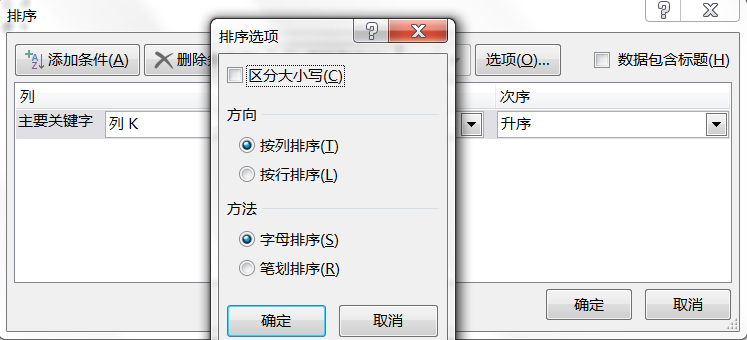 排序
添加条件(A)
删除
选项(O)...
数据包含标题(H)
列
次序
主要关键字
列 K
升序
确定
取消
排序选项
区分大小写(C)
方向
按列排序(T)
按行排序(L)
方法
字母排序(S)
笔划排序(R)
确定
取消